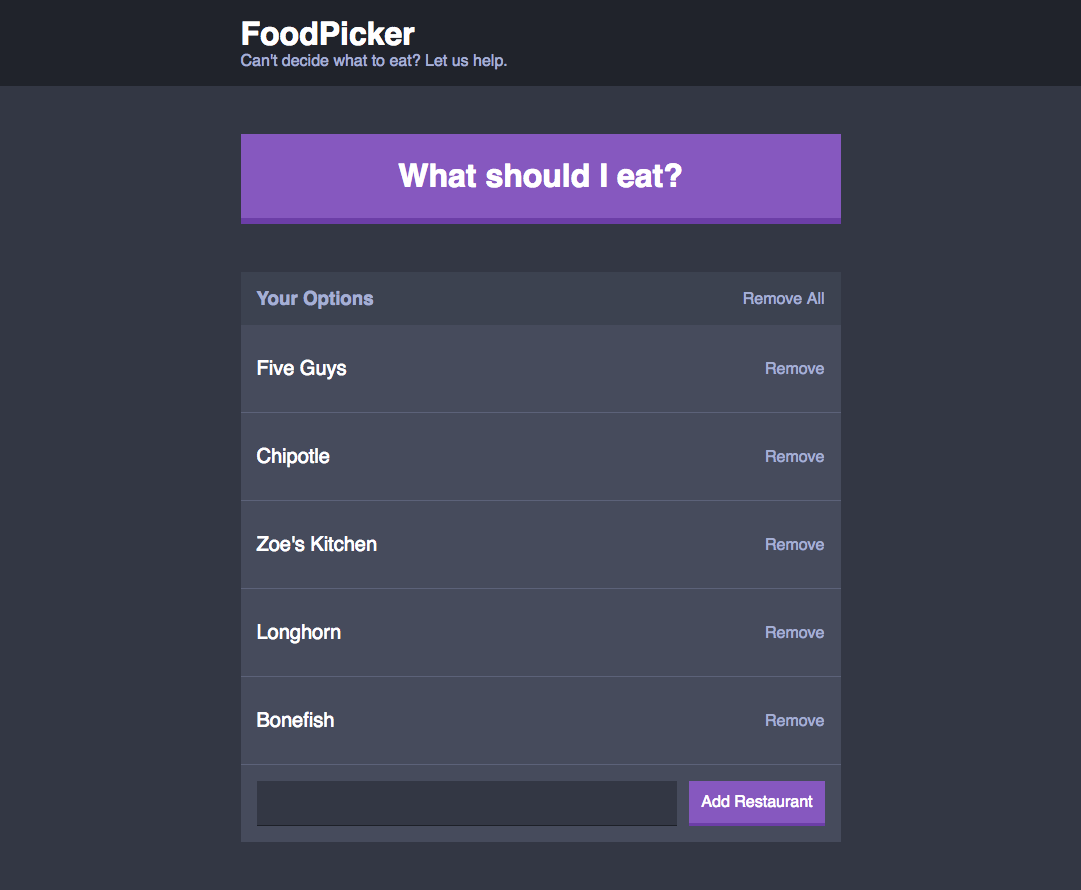 FoodPicker
Can't decide what to eat? Let us help.
What should I eat?
Your Options
Remove All
Five Guys
Remove
Chipotle
Remove
Zoe's Kitchen
Remove
Longhorn
Remove
Bonefish
Remove
Add Restaurant